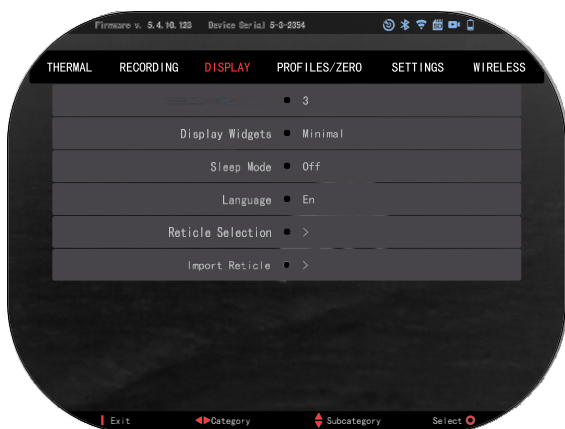 Firmware v. 5.4.10.123 Device Serial 5-3-2354
THERMAL RECORDING DISPLAY PROFILES/ZERO SETTINGS WIRELESS
3
Display Widgets Minimal
Sleep Mode Off
Language En
Reticle Selection >
Import Reticle >
Exit Category Subcategory Select